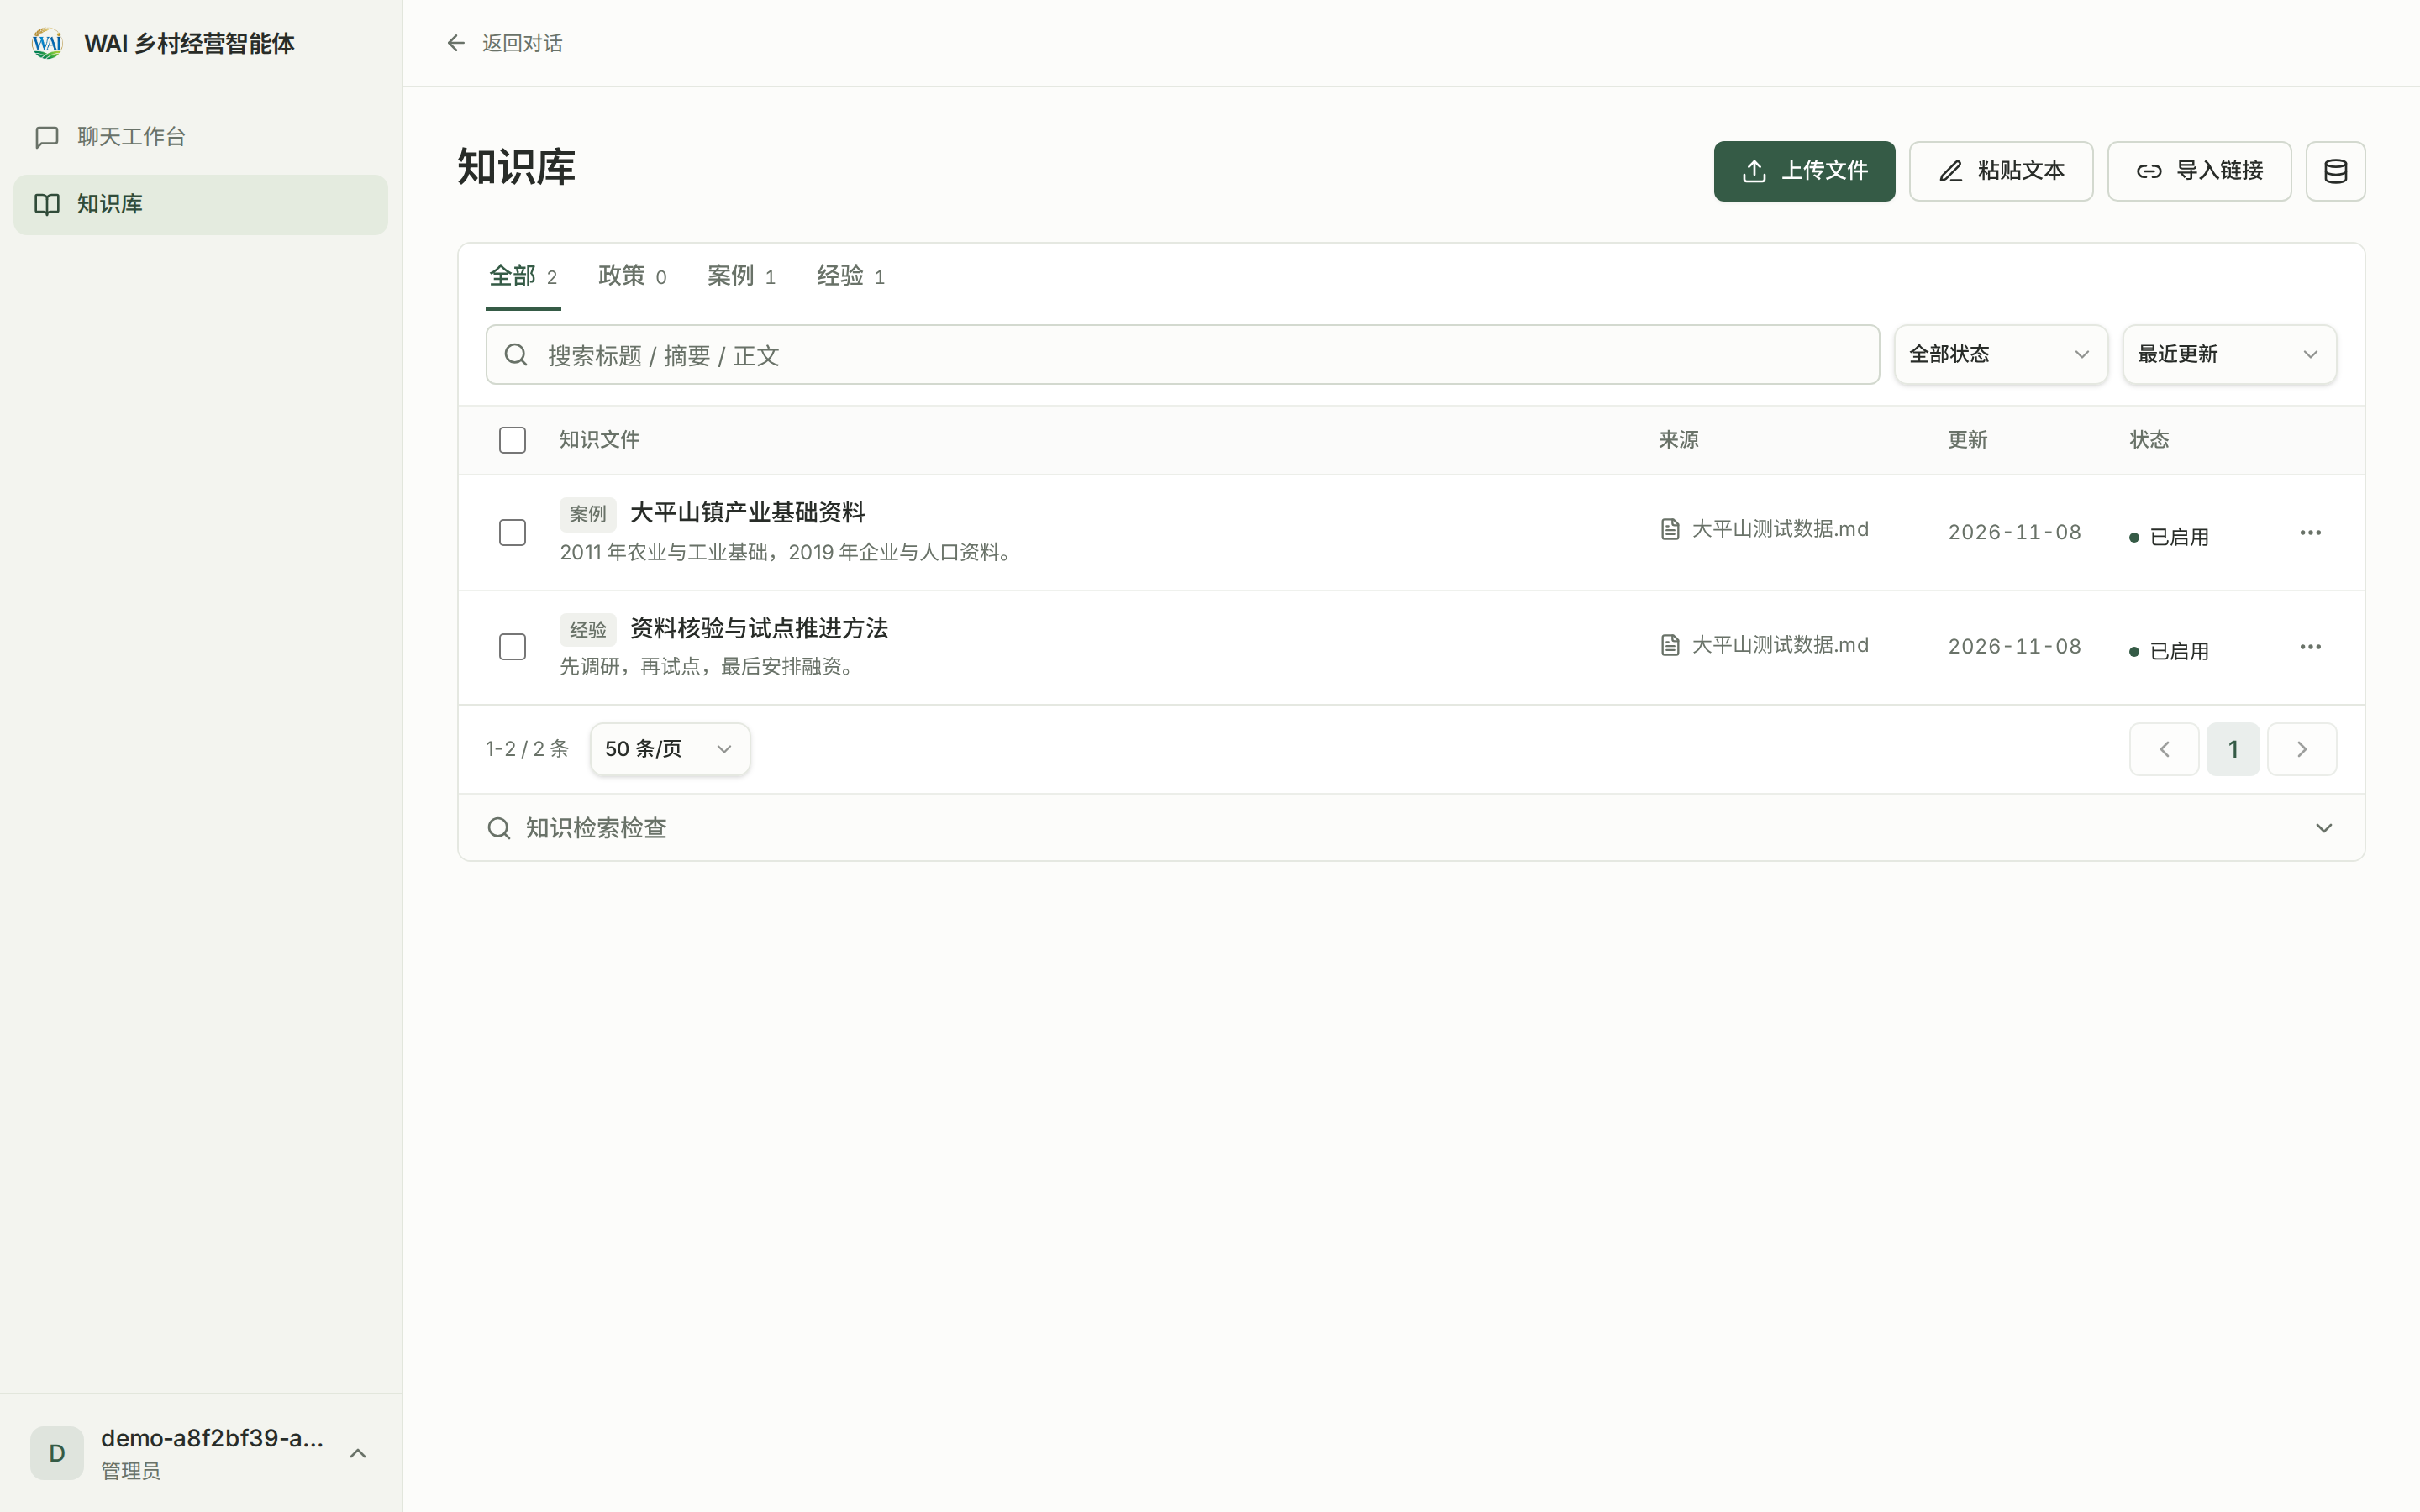 WAI 乡村经营智能体
聊天工作台
知识库
demo-a8f2bf39-a...
D
管理员
返回对话
知识库
上传文件
粘贴文本
导入链接
全部 2
政策 0
案例 1
经验 1
搜索标题 / 摘要 / 正文
全部状态
最近更新
知识文件
来源
更新
状态
案例 大平山镇产业基础资料
2011 年农业与工业基础，2019 年企业与人口资料。
大平山测试数据.md
2026-11-08
已启用
经验 资料核验与试点推进方法
先调研，再试点，最后安排融资。
大平山测试数据.md
2026-11-08
已启用
1-2 / 2 条
50 条/页
1
知识检索检查